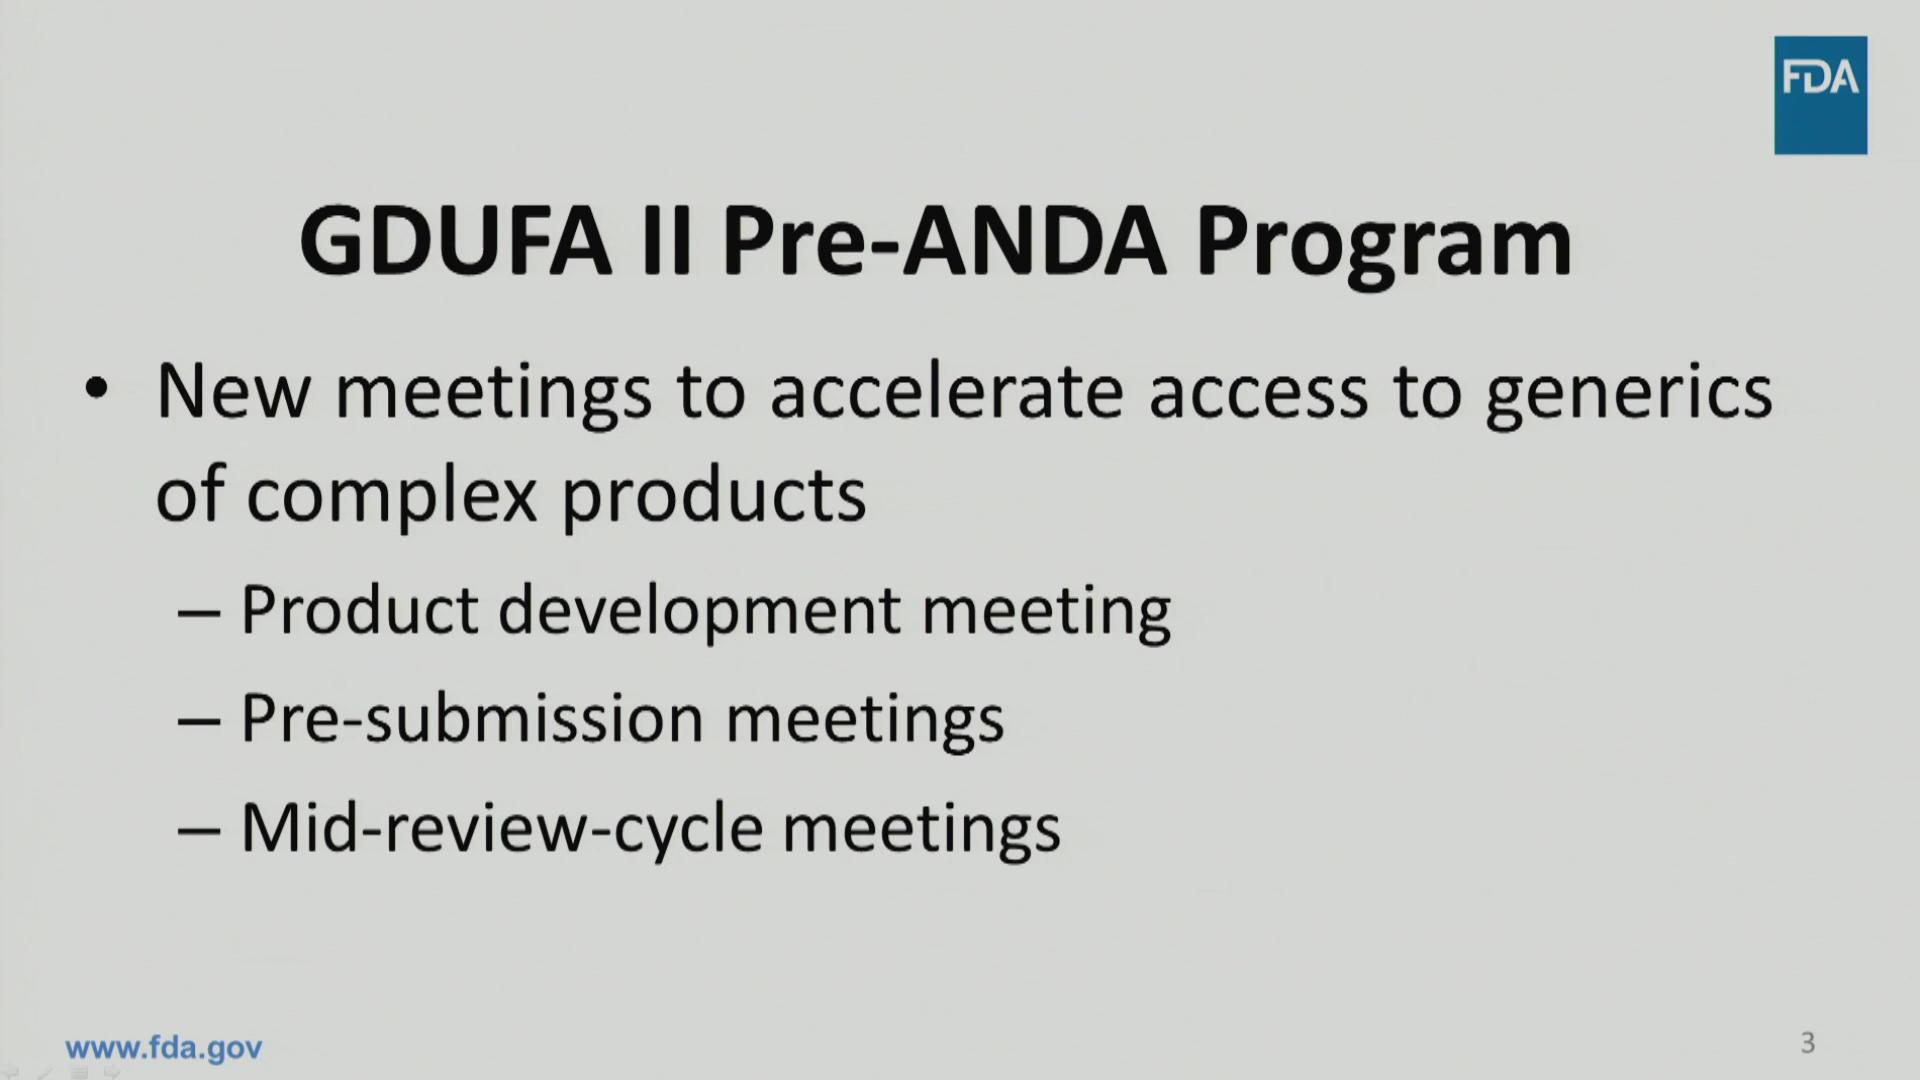 FDA
GDUFA II Pre-ANDA Program
• New meetings to accelerate access to generics
of complex products
– Product development meeting
– Pre-submission meetings
– Mid-review-cycle meetings
www.fda.gov
3